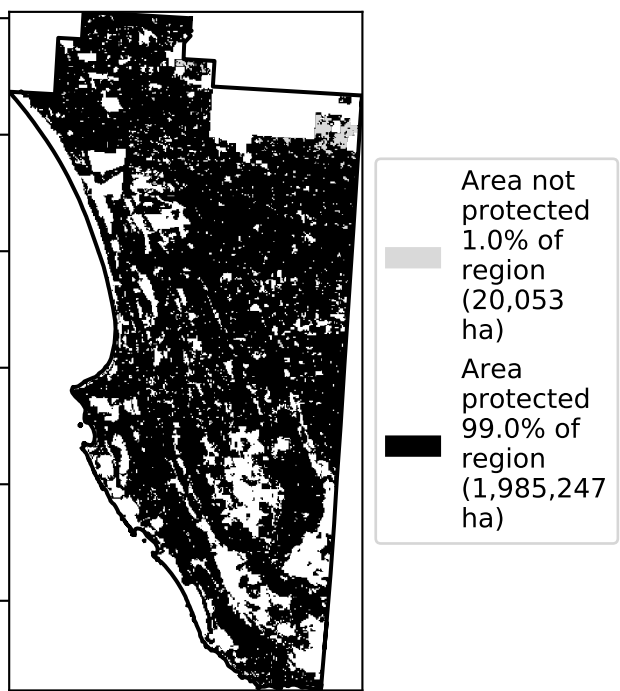 Area not
protected
1.0% of
region
(20,053
ha)
Area
protected
99.0% of
region
(1,985,247
ha)